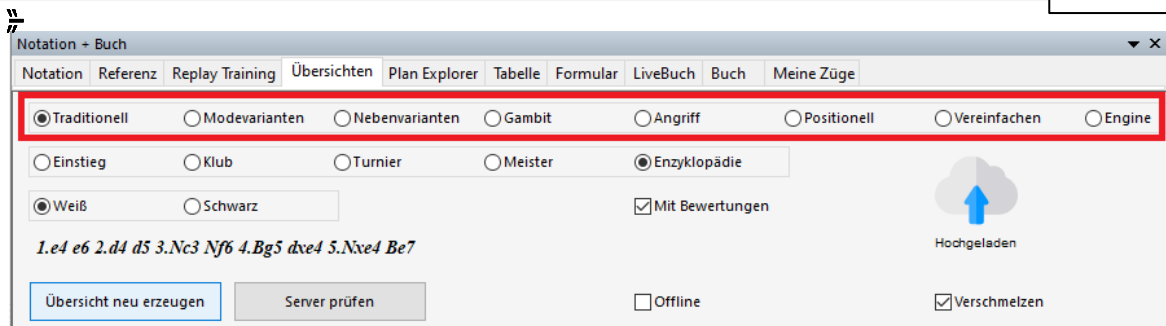 Notation + Buch
Notation Referenz Replay Training Übersichten Plan Explorer Tabelle Formular LiveBuch Buch Meine Züge
Traditionell Modevarianten Nebenvarianten Gambit Angriff Positionell Vereinfachen Engine
Einstieg Klub Turnier Meister Enzyklopädie
Weiß Schwarz Mit Bewertungen
1.e4 e6 2.d4 d5 3.Nc3 Nf6 4.Bg5 dxe4 5.Nxe4 Be7
Hochgeladen
Übersicht neu erzeugen Server prüfen Offline Verschmelzen